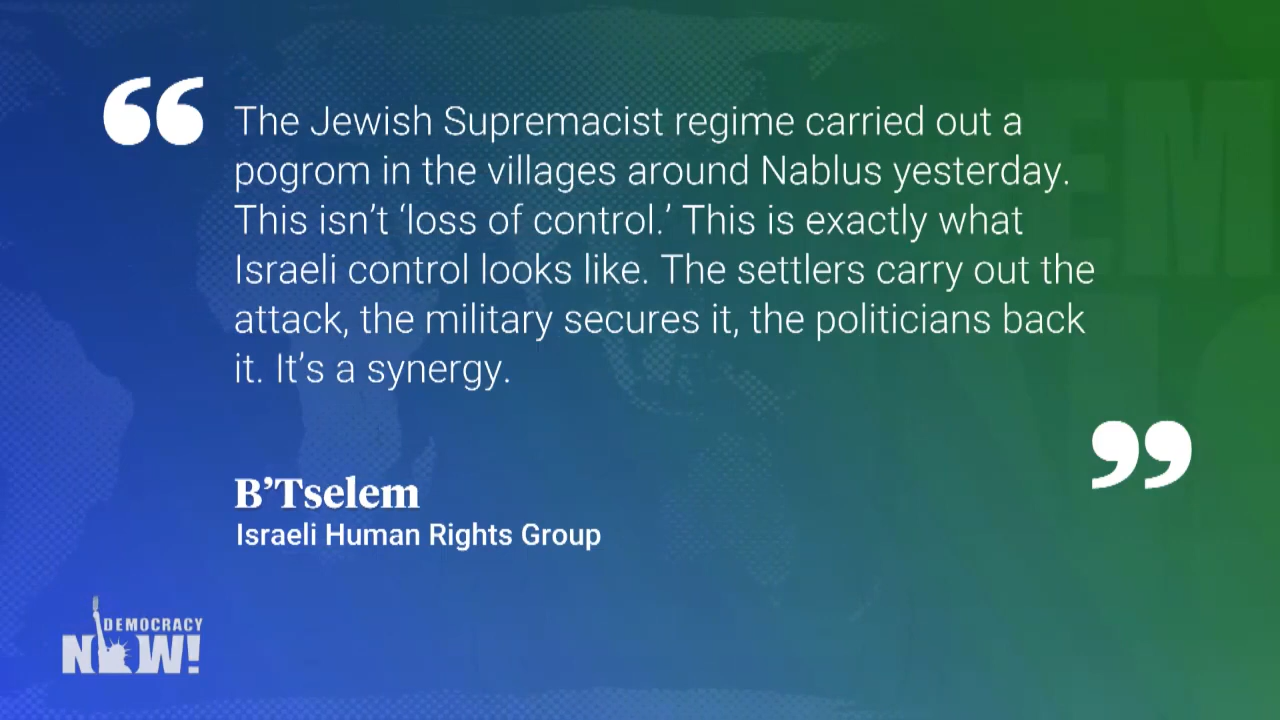 “The Jewish Supremacist regime carried out a
pogrom in the villages around Nablus yesterday.
This isn’t ‘loss of control.’ This is exactly what
Israeli control looks like. The settlers carry out the
attack, the military secures it, the politicians back
it. It’s a synergy.
”
B’Tselem
Israeli Human Rights Group
DEMOCRACY
NOW!